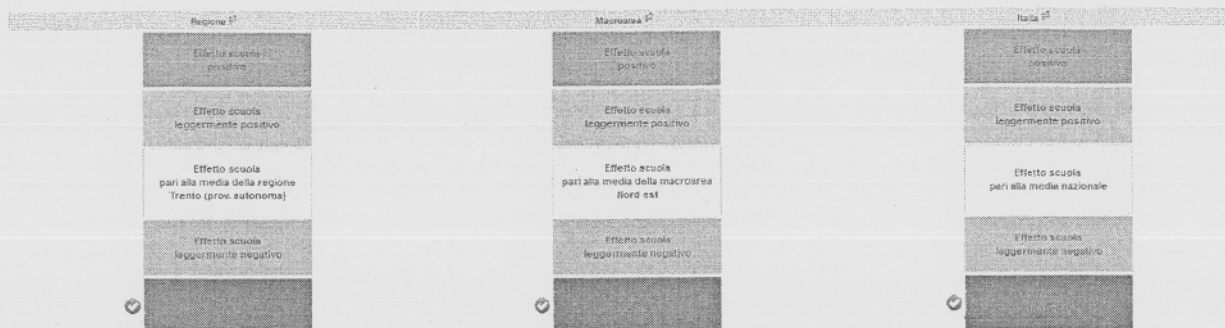 Regione
Macroarea
Italia
Effetto scuola
positivo
Effetto scuola
leggermente positivo
Effetto scuola
pari alla media della regione
Trento (prov. autonoma)
Effetto scuola
leggermente negativo
Effetto scuola
positivo
Effetto scuola
leggermente positivo
Effetto scuola
pari alla media della macroarea
Nord est
Effetto scuola
leggermente negativo
Effetto scuola
positivo
Effetto scuola
leggermente positivo
Effetto scuola
pari alla media nazionale
Effetto scuola
leggermente negativo